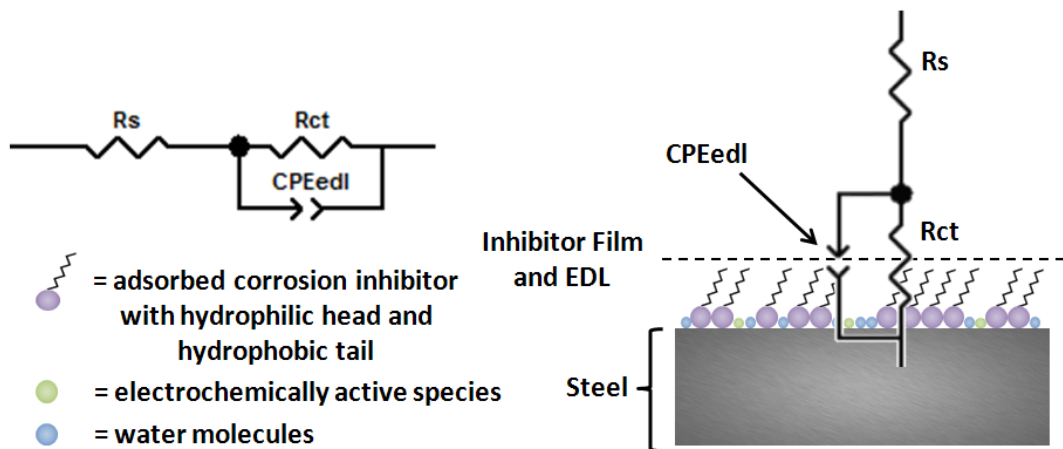 Rs
Rct
CPEedl
= adsorbed corrosion inhibitor
with hydrophilic head and
hydrophobic tail
= electrochemically active species
= water molecules
Rs
CPEedl
Rct
Inhibitor Film
and EDL
Steel